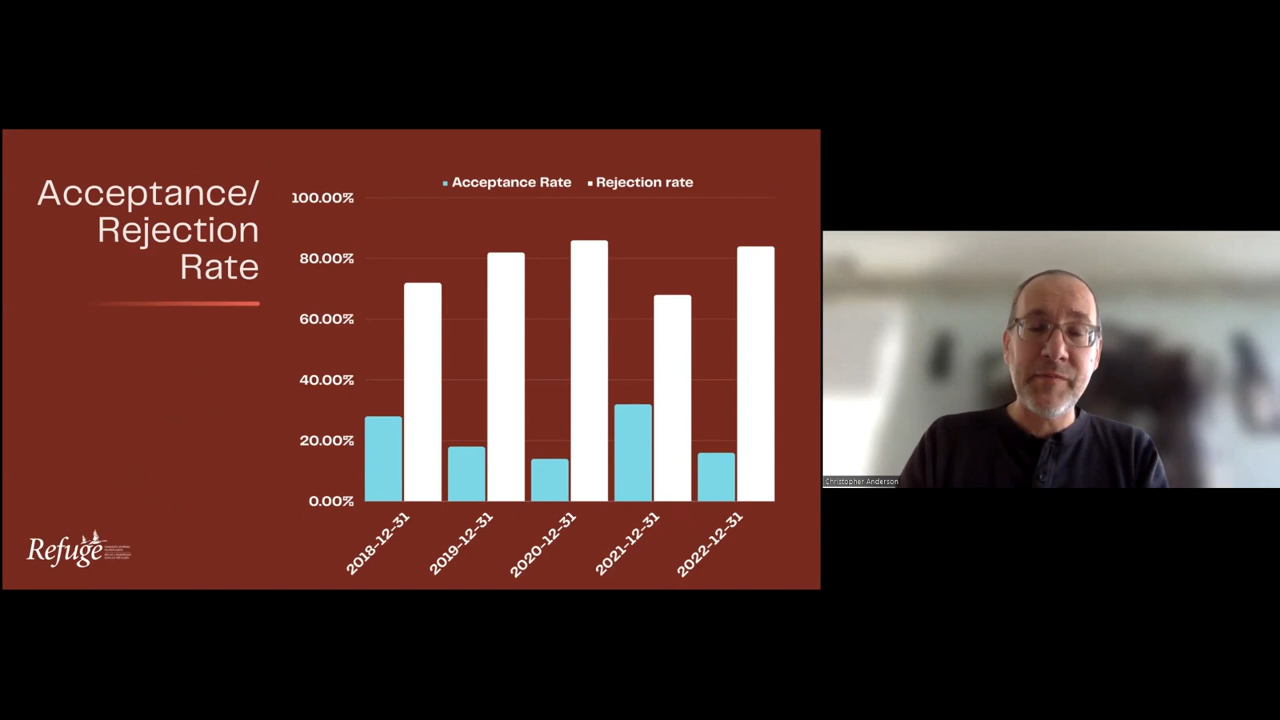 Acceptance/
Rejection
Rate
Acceptance Rate
Rejection rate
100.00%
80.00%
60.00%
40.00%
20.00%
0.00%
2018-12-31
2019-12-31
2020-12-31
2021-12-31
2022-12-31
Refuge
Christopher Anderson